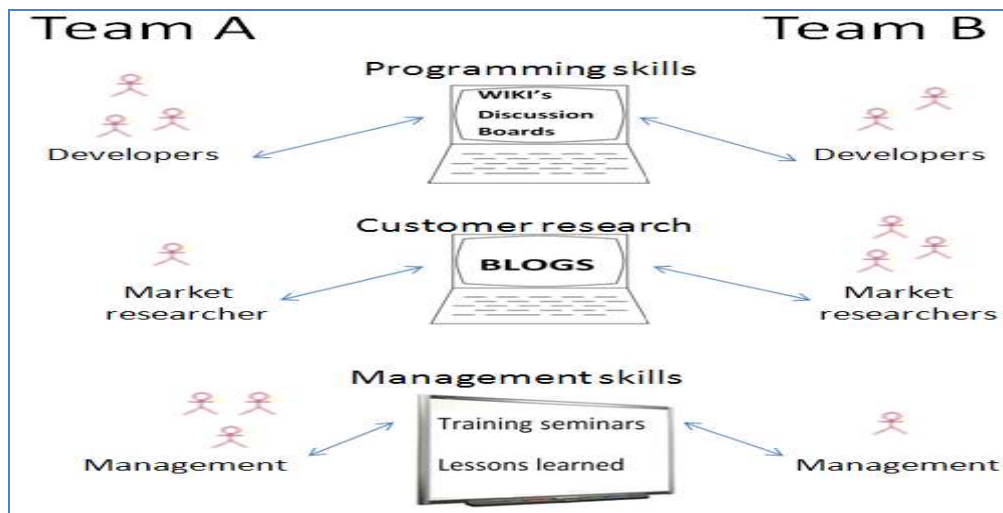 Team A
Team B
Programming skills
WIKI's
Discussion
Boards
Developers
Developers
Customer research
BLOGS
Market
researcher
Market
researchers
Management skills
Training seminars
Lessons learned
Management
Management